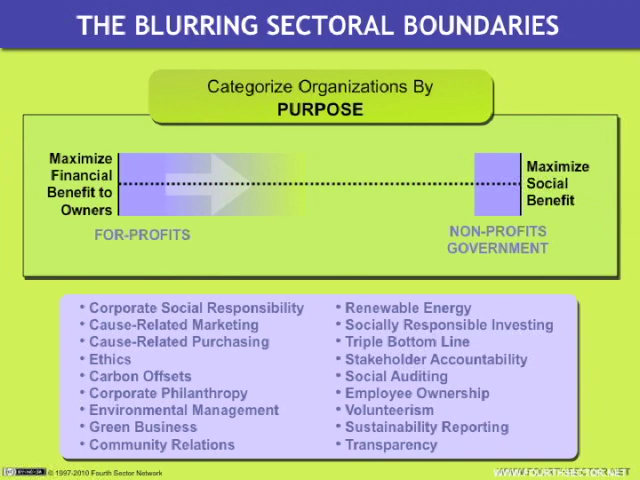 THE BLURRING SECTORAL BOUNDARIES
Categorize Organizations By
PURPOSE
Maximize
Financial
Benefit to
Owners
Maximize
Social
Benefit
FOR-PROFITS
NON-PROFITS
GOVERNMENT
• Corporate Social Responsibility
• Cause-Related Marketing
• Cause-Related Purchasing
• Ethics
• Carbon Offsets
• Corporate Philanthropy
• Environmental Management
• Green Business
• Community Relations
• Renewable Energy
• Socially Responsible Investing
• Triple Bottom Line
• Stakeholder Accountability
• Social Auditing
• Employee Ownership
• Volunteerism
• Sustainability Reporting
• Transparency
© 1997-2010 Fourth Sector Network
WWW.FOURTHSECTOR.NET